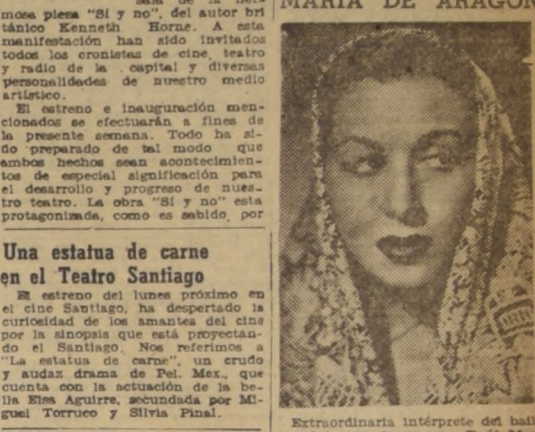 mosa pieza "Sí y no", del autor bri
tánico Kenneth Horne. A esta
manifestación han sido invitados
todos los cronistas de cine, teatro
y radio de la capital y diversas
personalidades de nuestro medio
artístico.
El estreno e inauguración men-
cionados se efectuarán a fines de
la presente semana. Todo ha si-
do preparado de tal modo que
ambos hechos sean acontecimien-
tos de especial significación para
el desarrollo y progreso de nues-
tro teatro. La obra "Sí y no" está
protagonizada, como es sabido, por
Una estatua de carne
en el Teatro Santiago
El estreno del lunes próximo en
el cine Santiago, ha despertado la
curiosidad de los amantes del cine
por la sinopsis que está proyectan-
do el Santiago. Nos referimos a
"La estatua de carne", un crudo
y audaz drama de Pel. Mex., que
cuenta con la actuación de la be-
lla Elsa Aguirre, secundada por Mi-
guel Torruco y Silvia Pinal.
MARIA DE ARAGON
Extraordinaria intérprete del bail